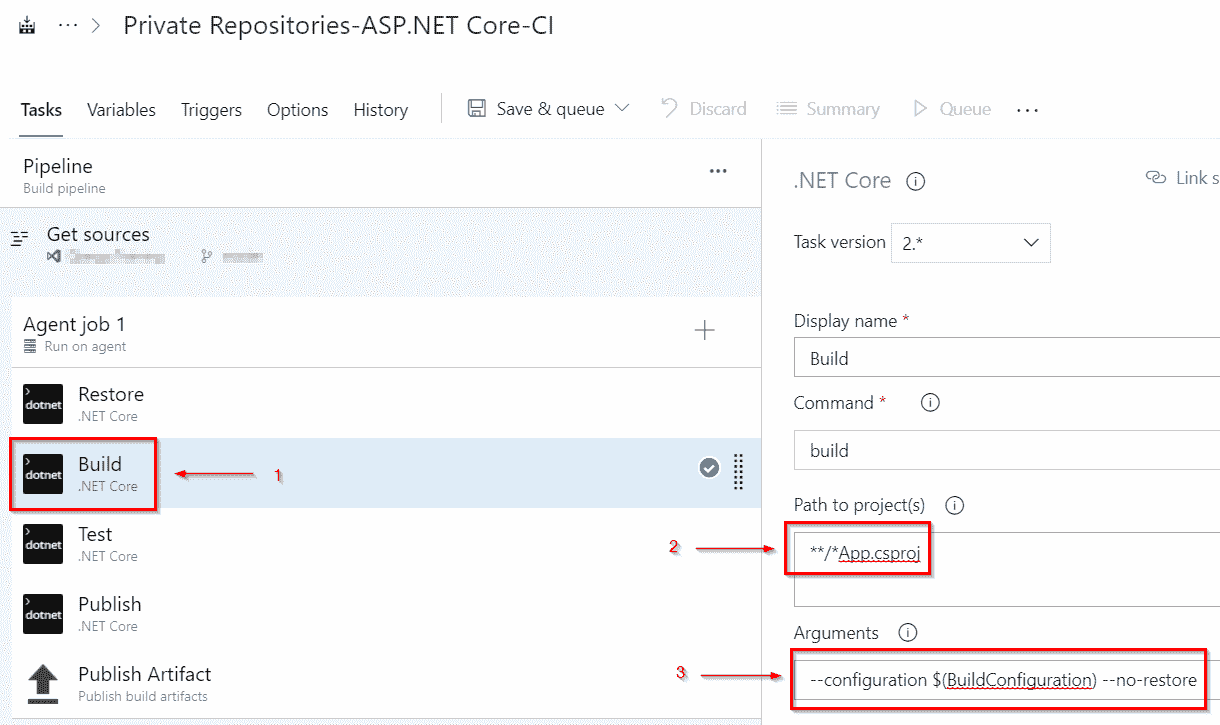 Private Repositories-ASP.NET Core-CI
Tasks Variables Triggers Options History Save & queue Discard Summary Queue
Pipeline
Build pipeline
Get sources
Agent job 1
Run on agent
dotnet Restore
.NET Core
dotnet Build
.NET Core
1
dotnet Test
.NET Core
dotnet Publish
.NET Core
Publish Artifact
Publish build artifacts
.NET Core
Link s
Task version 2.*
Display name *
Build
Command *
build
Path to project(s)
2
**/*App.csproj
Arguments
3
--configuration $(BuildConfiguration) --no-restore